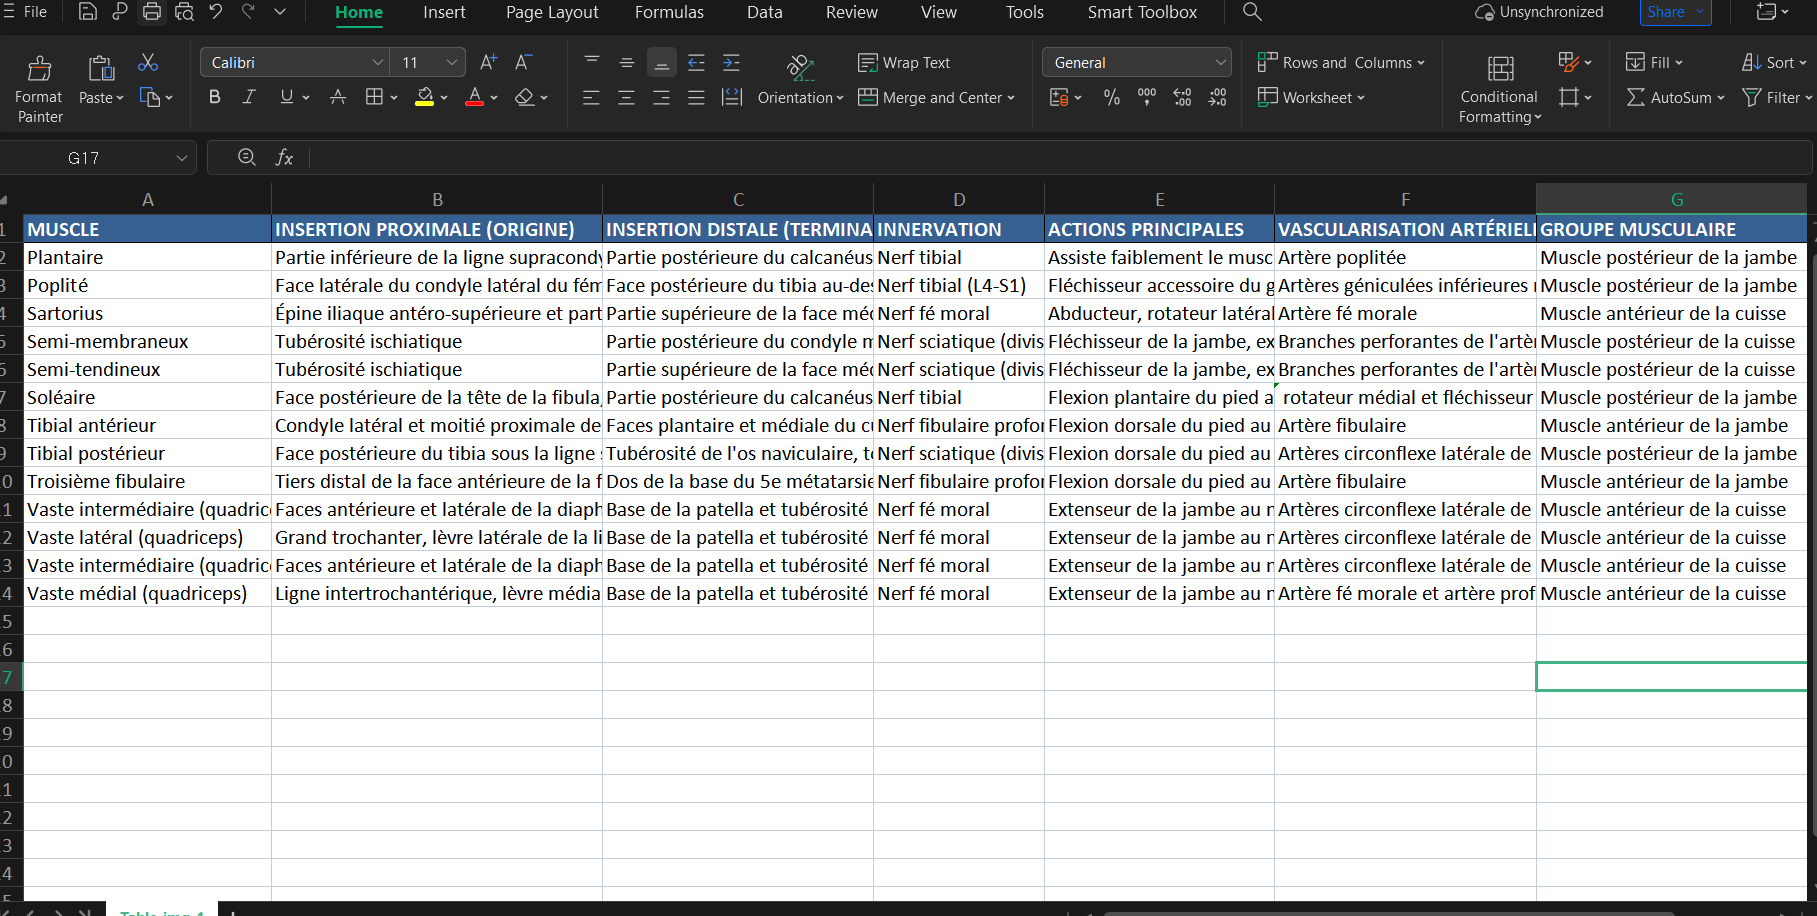 File Home Insert Page Layout Formulas Data Review View Tools Smart Toolbox Unsynchronized Share
Calibri 11 Wrap Text General Rows and Columns Fill Sort
Format Painter Paste B I U A Orientation Merge and Center % Worksheet Conditional Formatting AutoSum Filter
G17 fx
A B C D E F G
1 MUSCLE INSERTION PROXIMALE (ORIGINE) INSERTION DISTALE (TERMINA INNERVATION ACTIONS PRINCIPALES VASCULARISATION ARTÉRIEL GROUPE MUSCULAIRE
2 Plantaire Partie inférieure de la ligne supracondy Partie postérieure du calcanéus Nerf tibial Assiste faiblement le musc Artère poplitée Muscle postérieur de la jambe
3 Poplité Face latérale du condyle latéral du fém Face postérieure du tibia au-des Nerf tibial (L4-S1) Fléchisseur accessoire du g Artères géniculées inférieures Muscle postérieur de la jambe
4 Sartorius Épine iliaque antéro-supérieure et part Partie supérieure de la face méd Nerf fé moral Abducteur, rotateur latéral Artère fé morale Muscle antérieur de la cuisse
5 Semi-membraneux Tubérosité ischiatique Partie postérieure du condyle m Nerf sciatique (divis Fléchisseur de la jambe, ex Branches perforantes de l'artè Muscle postérieur de la cuisse
6 Semi-tendineux Tubérosité ischiatique Partie supérieure de la face méd Nerf sciatique (divis Fléchisseur de la jambe, ex Branches perforantes de l'artè Muscle postérieur de la cuisse
7 Soléaire Face postérieure de la tête de la fibula, Partie postérieure du calcanéus Nerf tibial Flexion plantaire du pied a rotateur médial et fléchisseur Muscle postérieur de la jambe
8 Tibial antérieur Condyle latéral et moitié proximale de Faces plantaire et médiale du cu Nerf fibulaire profo Flexion dorsale du pied au Artère fibulaire Muscle antérieur de la jambe
9 Tibial postérieur Face postérieure du tibia sous la ligne Tubérosité de l'os naviculaire, to Nerf sciatique (divis Flexion dorsale du pied au Artères circonflexe latérale de Muscle postérieur de la jambe
0 Troisième fibulaire Tiers distal de la face antérieure de la f Dos de la base du 5e métatarsie Nerf fibulaire profo Flexion dorsale du pied au Artère fibulaire Muscle antérieur de la jambe
1 Vaste intermédiaire (quadric Faces antérieure et latérale de la diaph Base de la patella et tubérosité Nerf fé moral Extenseur de la jambe au Artères circonflexe latérale de Muscle antérieur de la cuisse
2 Vaste latéral (quadriceps) Grand trochanter, lèvre latérale de la li Base de la patella et tubérosité Nerf fé moral Extenseur de la jambe au Artères circonflexe latérale de Muscle antérieur de la cuisse
3 Vaste intermédiaire (quadric Faces antérieure et latérale de la diaph Base de la patella et tubérosité Nerf fé moral Extenseur de la jambe au Artères circonflexe latérale de Muscle antérieur de la cuisse
4 Vaste médial (quadriceps) Ligne intertrochantérique, lèvre média Base de la patella et tubérosité Nerf fé moral Extenseur de la jambe au Artère fé morale et artère prof Muscle antérieur de la cuisse
5
6
7
8
9
0
1
2
3
4